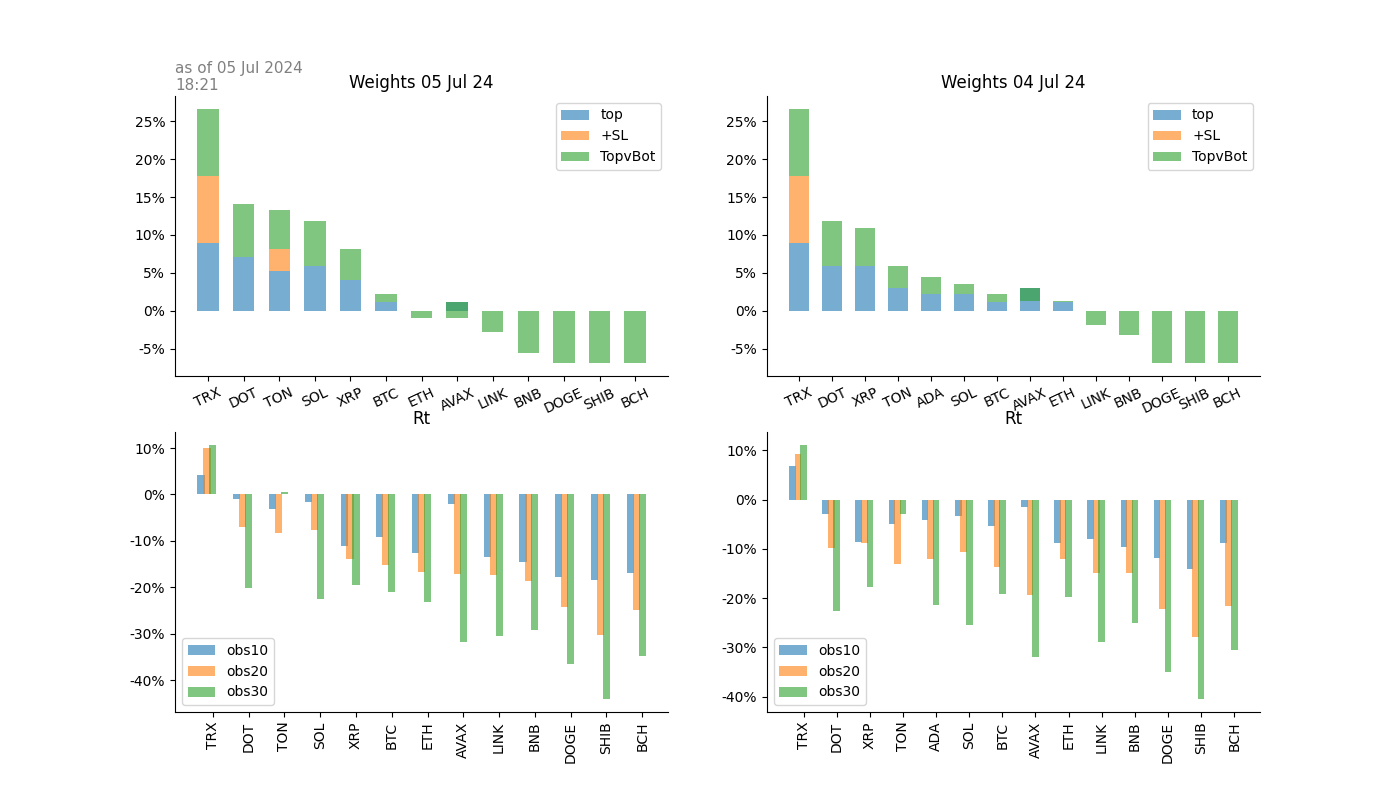 as of 05 Jul 2024
18:21
Weights 05 Jul 24
25%
20%
15%
10%
5%
0%
-5%
top
+SL
TopvBot
TRX DOT TON SOL XRP BTC ETH AVAX LINK BNB DOGE SHIB BCH
Weights 04 Jul 24
25%
20%
15%
10%
5%
0%
-5%
top
+SL
TopvBot
TRX DOT XRP TON ADA SOL BTC AVAX ETH LINK BNB DOGE SHIB BCH
Rt
10%
0%
-10%
-20%
-30%
-40%
obs10
obs20
obs30
TRX DOT TON SOL XRP BTC ETH AVAX LINK BNB DOGE SHIB BCH
Rt
10%
0%
-10%
-20%
-30%
-40%
obs10
obs20
obs30
TRX DOT XRP TON ADA SOL BTC AVAX ETH LINK BNB DOGE SHIB BCH